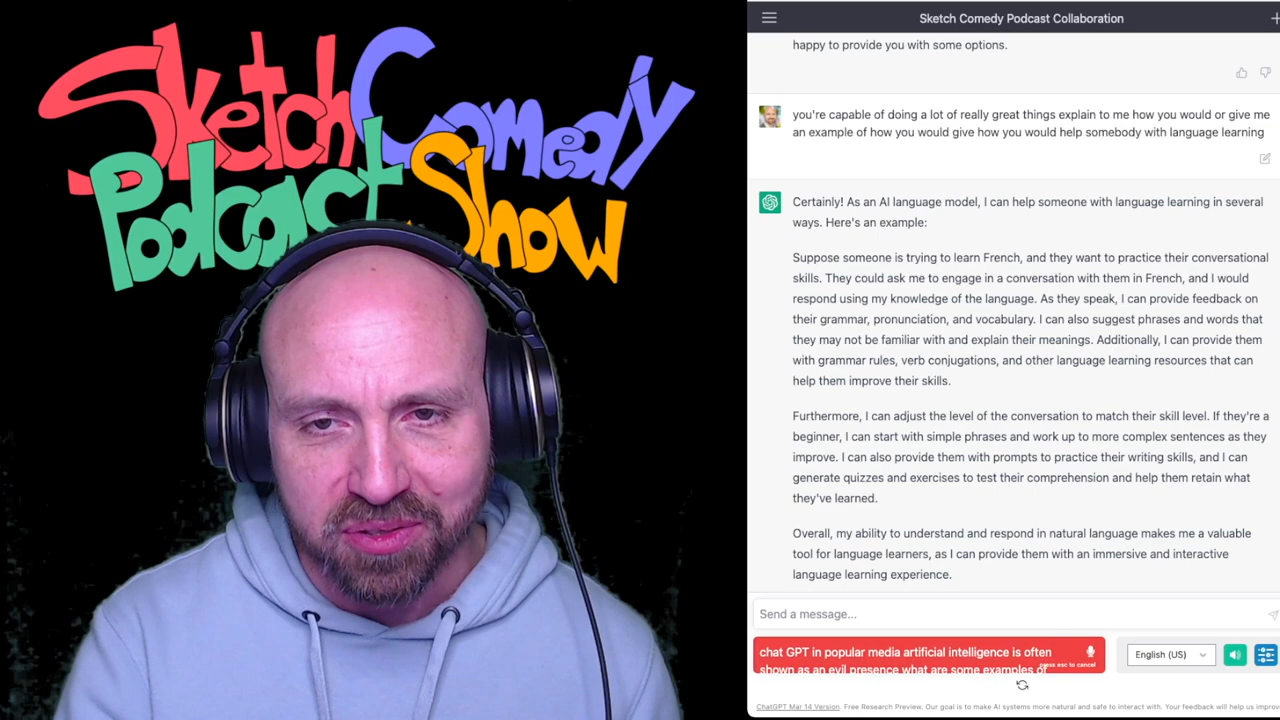 Sketch Comedy
Podcast Show
Sketch Comedy Podcast Collaboration
happy to provide you with some options.
you're capable of doing a lot of really great things explain to me how you would or give me
an example of how you would give how you would help somebody with language learning
Certainly! As an AI language model, I can help someone with language learning in several
ways. Here's an example:
Suppose someone is trying to learn French, and they want to practice their conversational
skills. They could ask me to engage in a conversation with them in French, and I would
respond using my knowledge of the language. As they speak, I can provide feedback on
their grammar, pronunciation, and vocabulary. I can also suggest phrases and words that
they may not be familiar with and explain their meanings. Additionally, I can provide them
with grammar rules, verb conjugations, and other language learning resources that can
help them improve their skills.
Furthermore, I can adjust the level of the conversation to match their skill level. If they're a
beginner, I can start with simple phrases and work up to more complex sentences as they
improve. I can also provide them with prompts to practice their writing skills, and I can
generate quizzes and exercises to test their comprehension and help them retain what
they've learned.
Overall, my ability to understand and respond in natural language makes me a valuable
tool for language learners, as I can provide them with an immersive and interactive
language learning experience.
Send a message...
chat GPT in popular media artificial intelligence is often
shown as an evil presence what are some examples of
press esc to cancel
English (US)
ChatGPT Mar 14 Version. Free Research Preview. Our goal is to make AI systems more natural and safe to interact with. Your feedback will help us